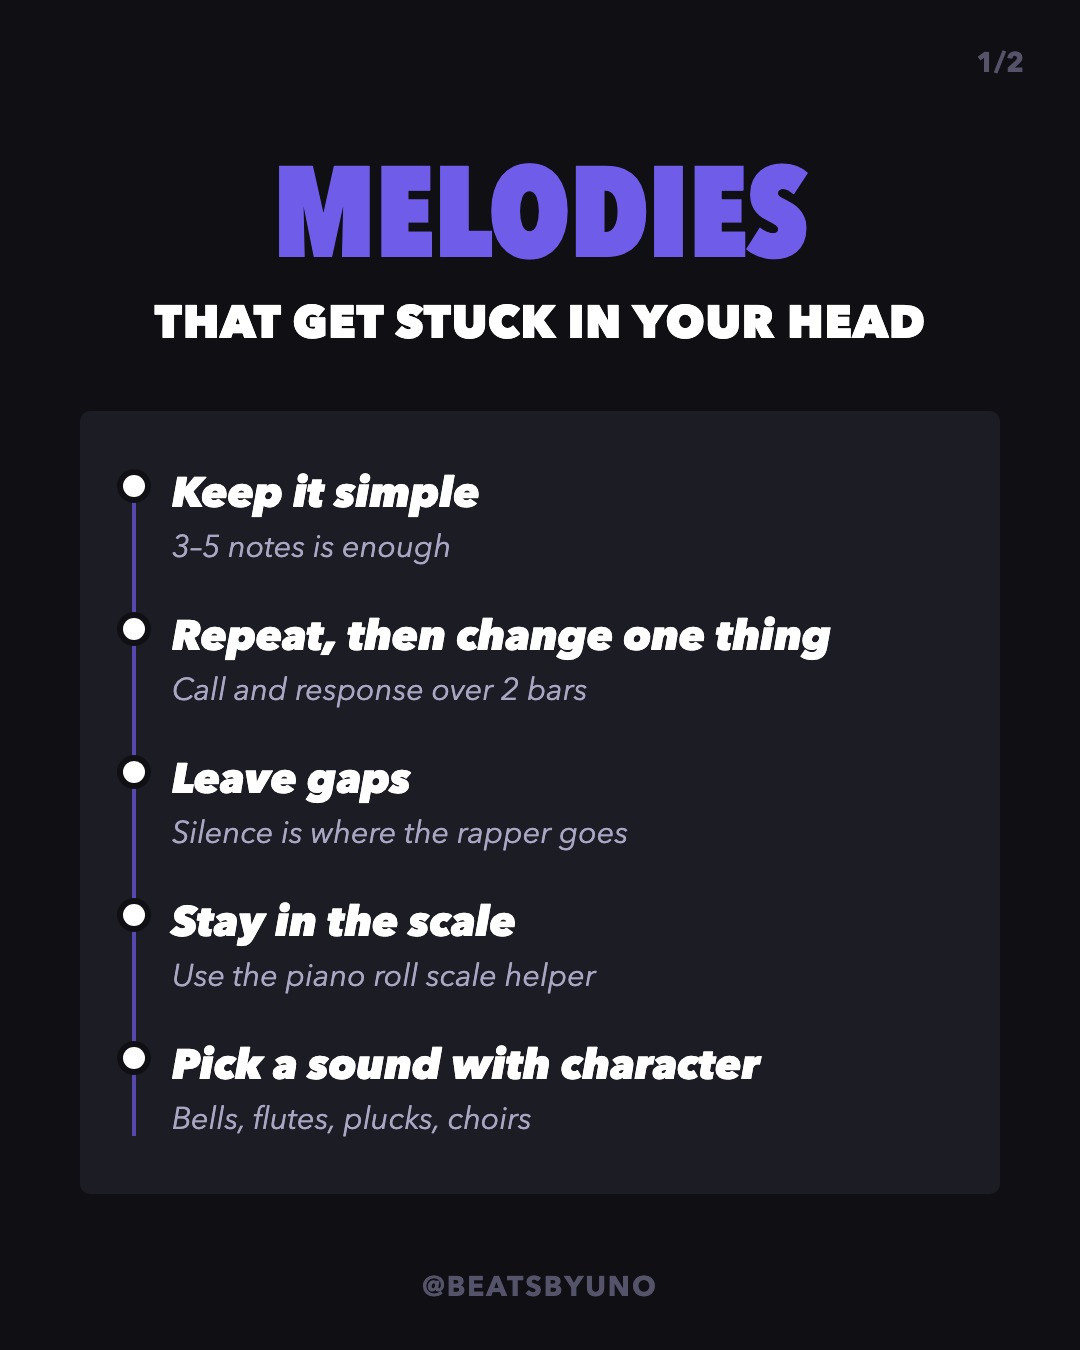 1/2
MELODIES
THAT GET STUCK IN YOUR HEAD
Keep it simple
3–5 notes is enough
Repeat, then change one thing
Call and response over 2 bars
Leave gaps
Silence is where the rapper goes
Stay in the scale
Use the piano roll scale helper
Pick a sound with character
Bells, flutes, plucks, choirs
@BEATSBYUNO